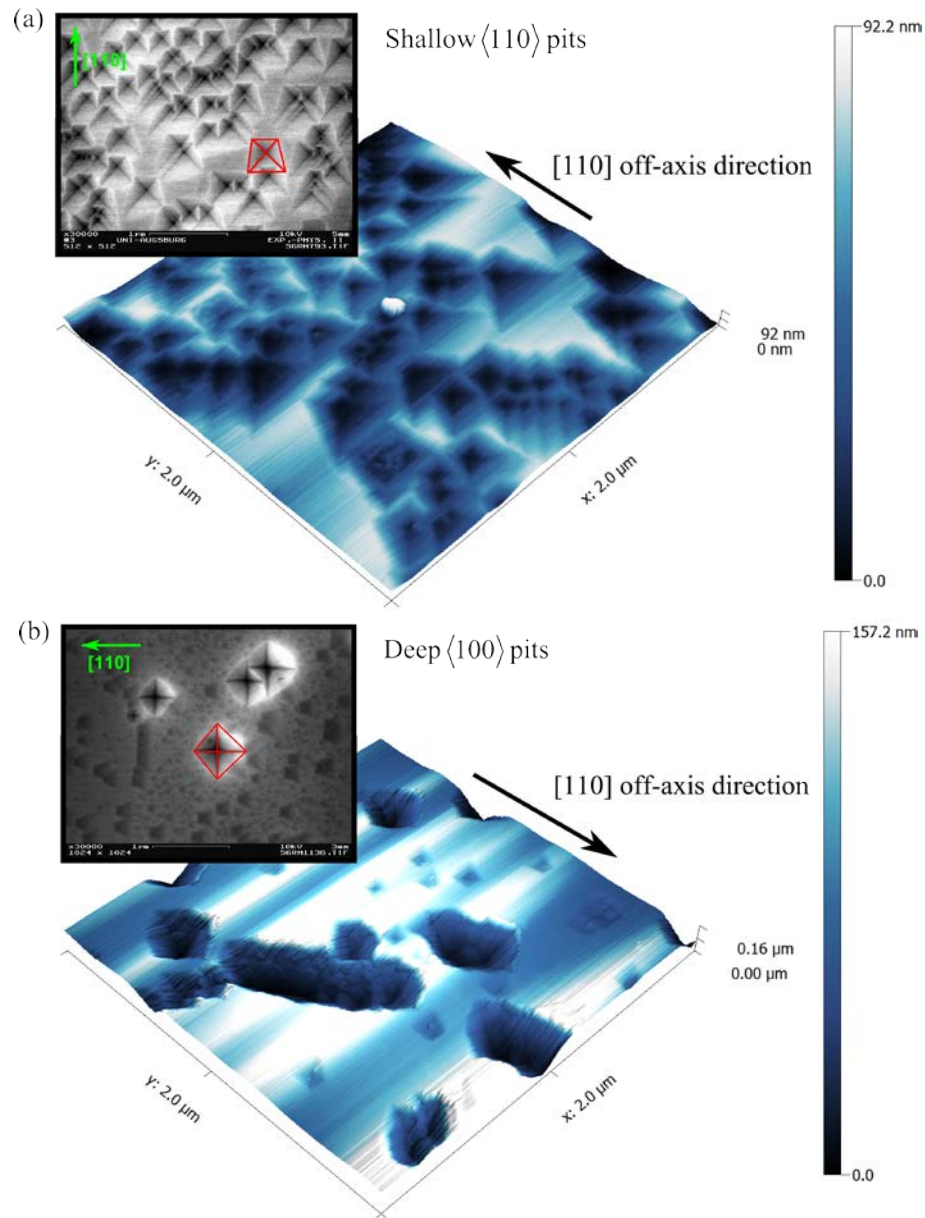 (a)
[110]
Shallow ⟨110⟩ pits
92.2 nm
[110] off-axis direction
x30000 1μm 10kV 5mm
#3 UNI-AUGSBURG EXP.-PHYS. II
512 x 512 SGRM793.TIF
92 nm
0 nm
y: 2.0 µm
x: 2.0 µm
0.0
(b)
[110]
Deep ⟨100⟩ pits
157.2 nm
[110] off-axis direction
x30000 1μm 10kV 3mm
1024 x 1024 SGRM1136.TIF
0.16 µm
0.00 µm
y: 2.0 µm
x: 2.0 µm
0.0